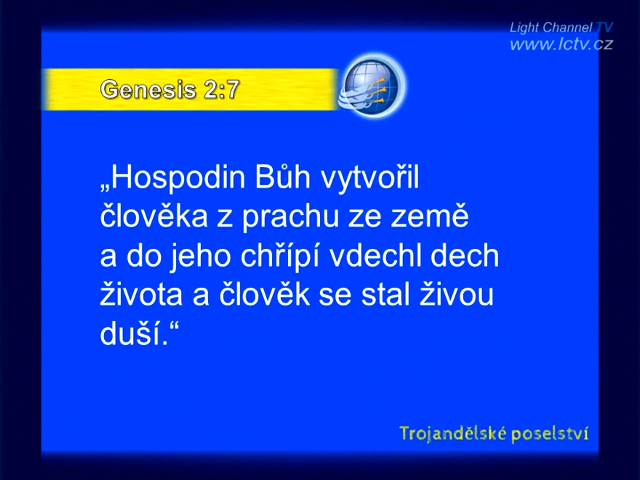 Light Channel TV
www.lctv.cz
Genesis 2:7
„Hospodin Bůh vytvořil
člověka z prachu ze země
a do jeho chřípí vdechl dech
života a člověk se stal živou
duší.“
Trojandělské poselství